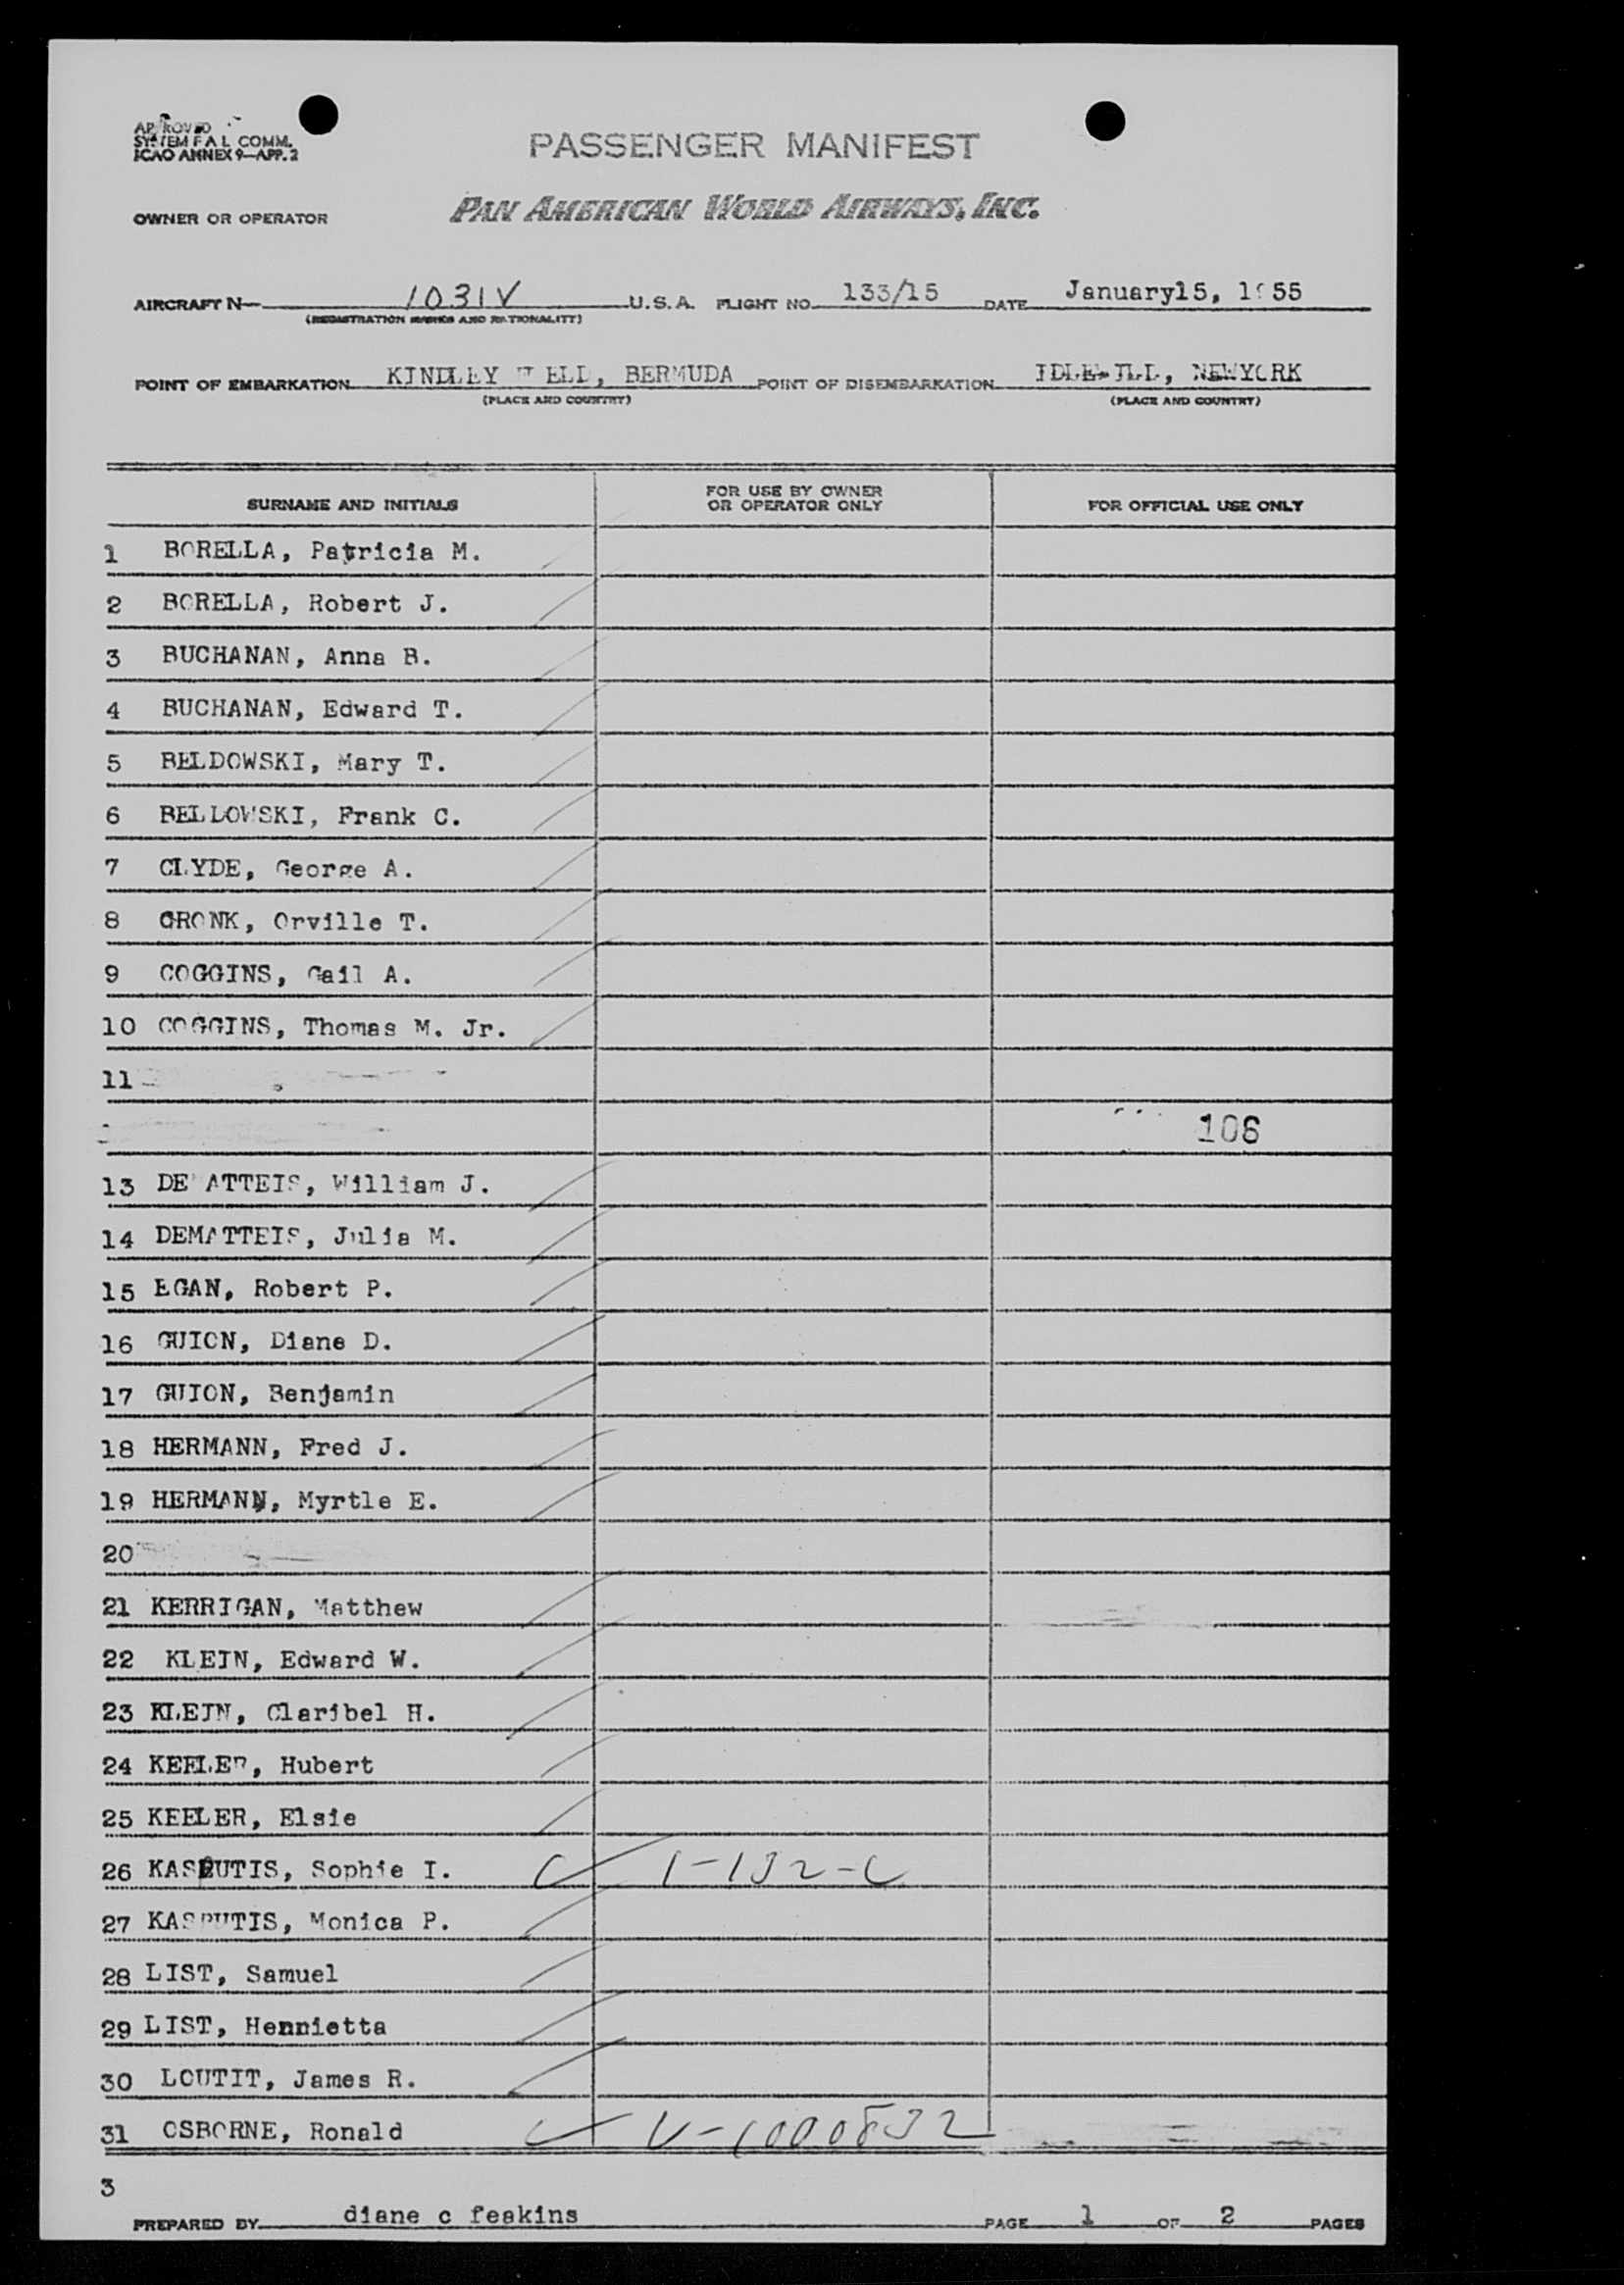 APPROVED
SYSTEM F A L COMM.
ICAO ANNEX 9—APP. 2
PASSENGER MANIFEST
OWNER OR OPERATOR PAN AMERICAN WORLD AIRWAYS, INC.
AIRCRAFT N— 1031V U.S.A. FLIGHT NO. 133/15 DATE January15, 1955
(REGISTRATION MARKS AND NATIONALITY)
POINT OF EMBARKATION KINDLEY BERMUDA POINT OF DISEMBARKATION IDLEWILL, NEWYORK
(PLACE AND COUNTRY) (PLACE AND COUNTRY)
SURNAME AND INITIALS FOR USE BY OWNER OR OPERATOR ONLY FOR OFFICIAL USE ONLY
1 BORELLA, Patricia M.
2 BORELLA, Robert J.
3 BUCHANAN, Anna B.
4 BUCHANAN, Edward T.
5 BELDOWSKI, Mary T.
6 BELDOWSKI, Frank C.
7 CLYDE, George A.
8 GRONK, Orville T.
9 COGGINS, Gail A.
10 COGGINS, Thomas M. Jr.
11
106
13 DEMATTEIS, William J.
14 DEMATTEIS, Julia M.
15 EGAN, Robert P.
16 GUION, Diane D.
17 GUION, Benjamin
18 HERMANN, Fred J.
19 HERMANN, Myrtle E.
20
21 KERRIGAN, Matthew
22 KLEIN, Edward W.
23 KLEIN, Claribel H.
24 KEELER, Hubert
25 KEELER, Elsie
26 KASPUTIS, Sophie I. C 1-132-C
27 KASPUTIS, Monica P.
28 LIST, Samuel
29 LIST, Hennietta
30 LOUTIT, James R.
31 OSBORNE, Ronald V-1000832
3
PREPARED BY diane c feakins PAGE 1 OF 2 PAGES